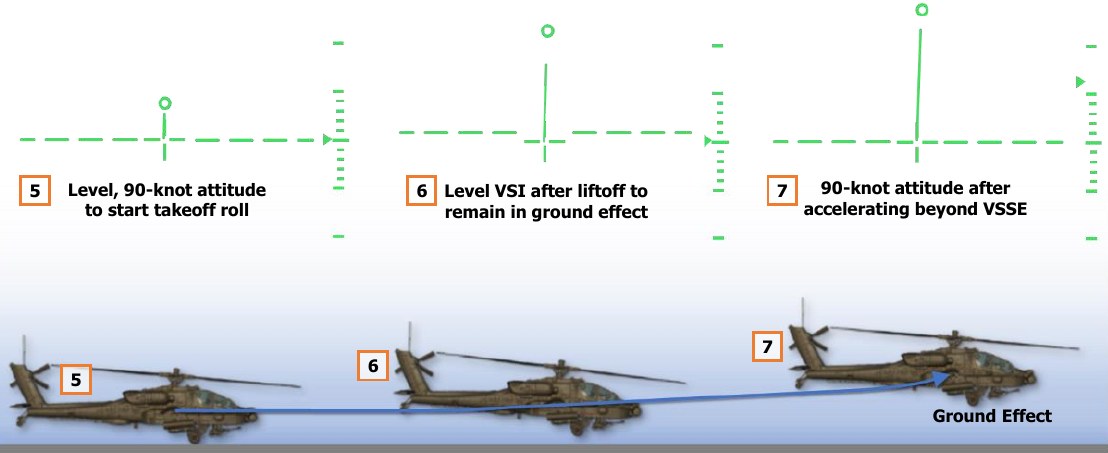 5
Level, 90-knot attitude
to start takeoff roll
6
Level VSI after liftoff to
remain in ground effect
7
90-knot attitude after
accelerating beyond VSSE
5
6
7
Ground Effect